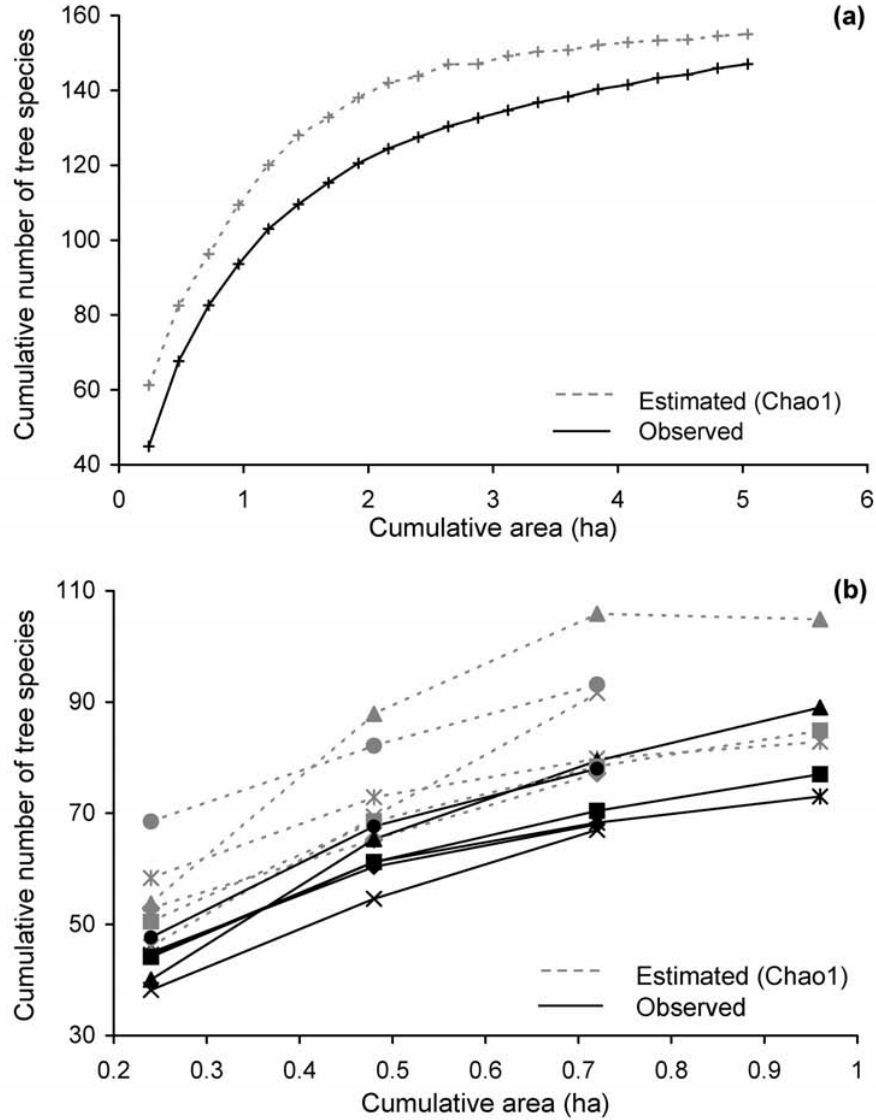 (a)
Cumulative number of tree species
160
140
120
100
80
60
40
Estimated (Chao1)
Observed
0 1 2 3 4 5 6
Cumulative area (ha)
(b)
Cumulative number of tree species
110
90
70
50
30
Estimated (Chao1)
Observed
0.2 0.3 0.4 0.5 0.6 0.7 0.8 0.9 1
Cumulative area (ha)